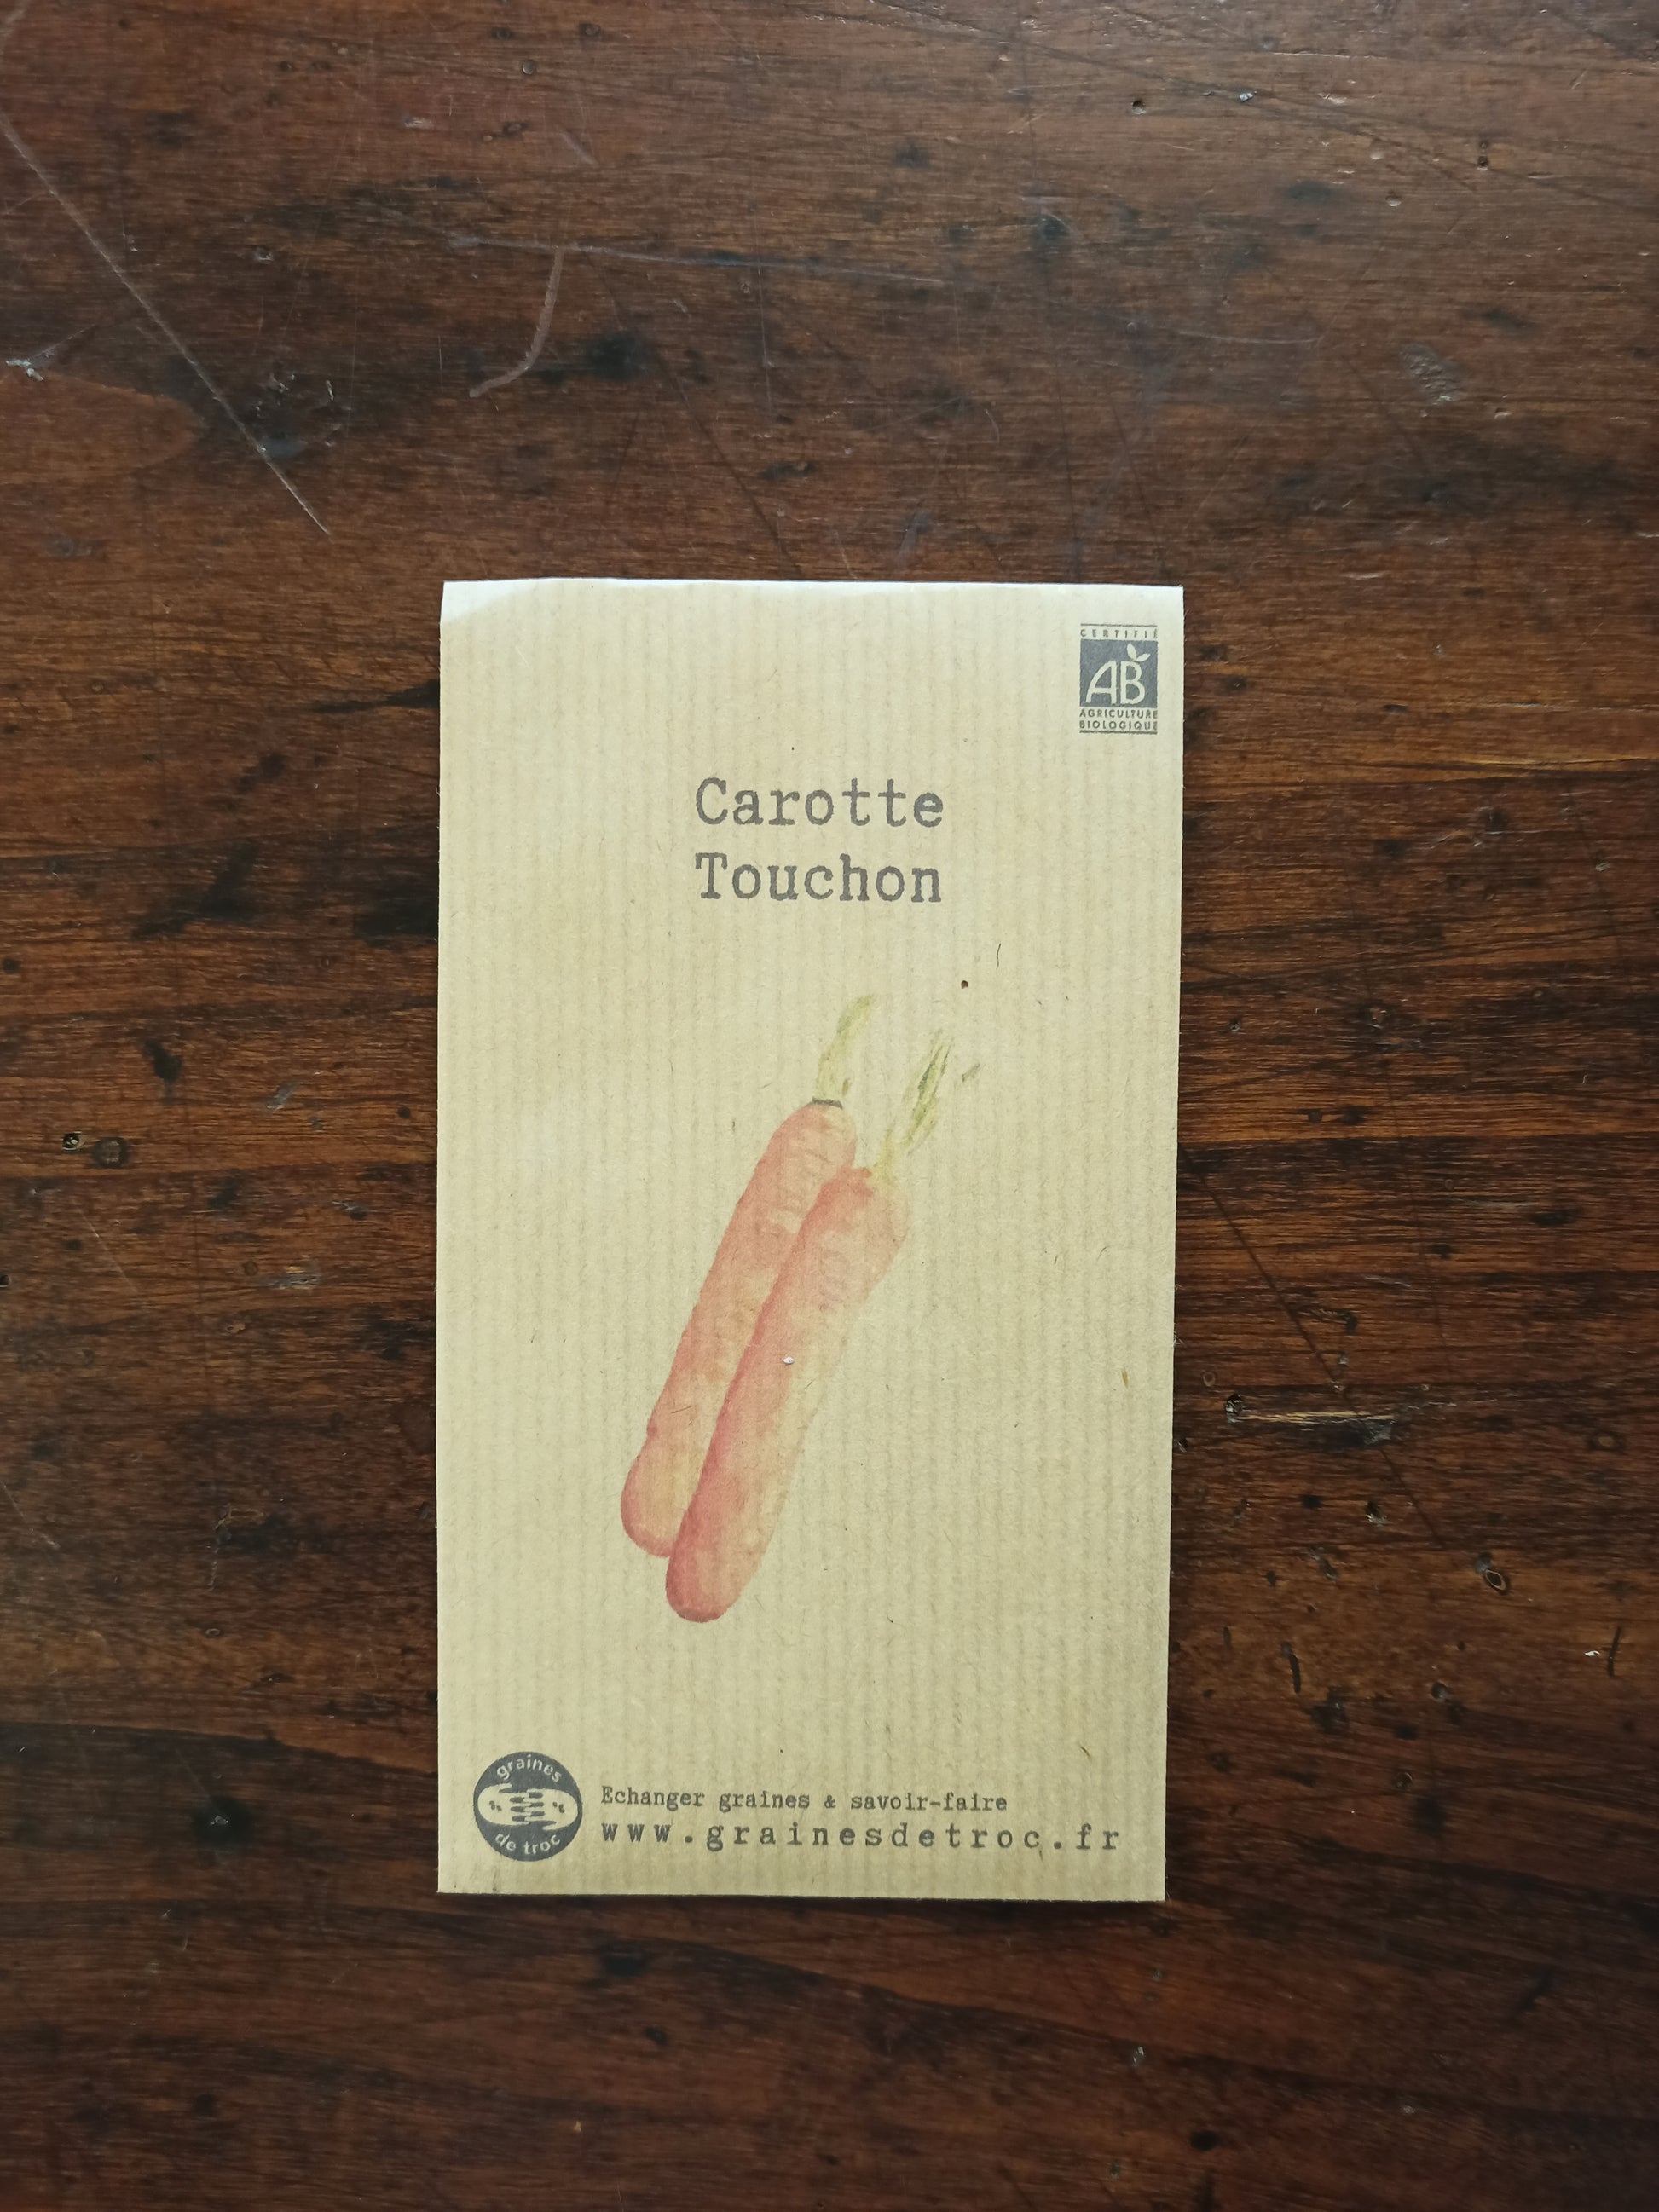 CERTIFIÉ
AB
AGRICULTURE
BIOLOGIQUE
Carotte
Touchon
graines
de troc
Echanger graines & savoir-faire
www.grainesdetroc.fr